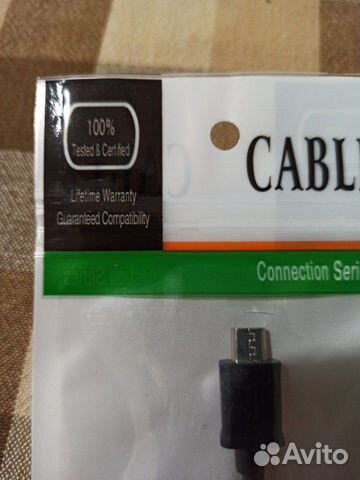 100%
Tested & Certified
Lifetime Warranty
Guaranteed Compatibility
CABL
Connection Seri
Avito